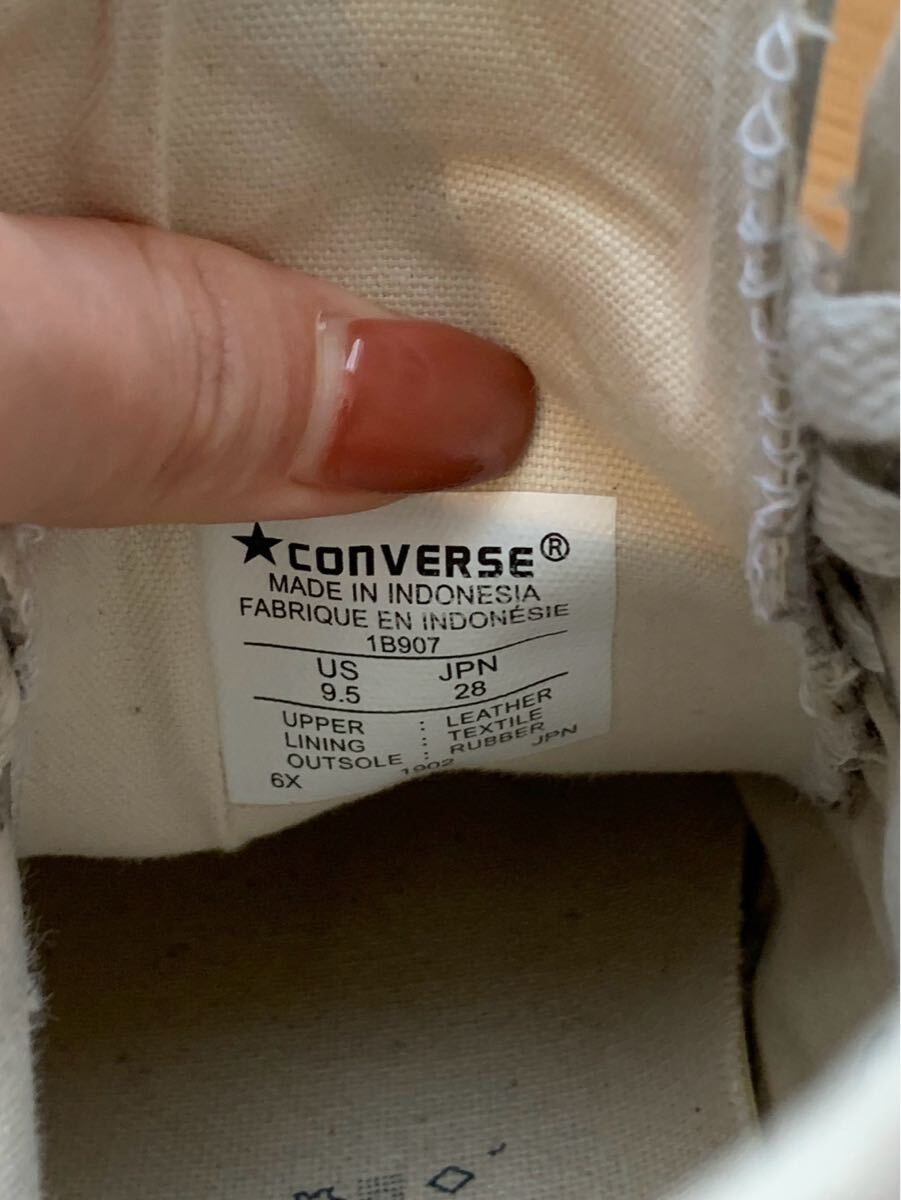 ★CONVERSE®
MADE IN INDONESIA
FABRIQUE EN INDONÉSIE
1B907
US JPN
9.5 28
UPPER : LEATHER
LINING : TEXTILE
OUTSOLE : RUBBER
6X 1902 JPN